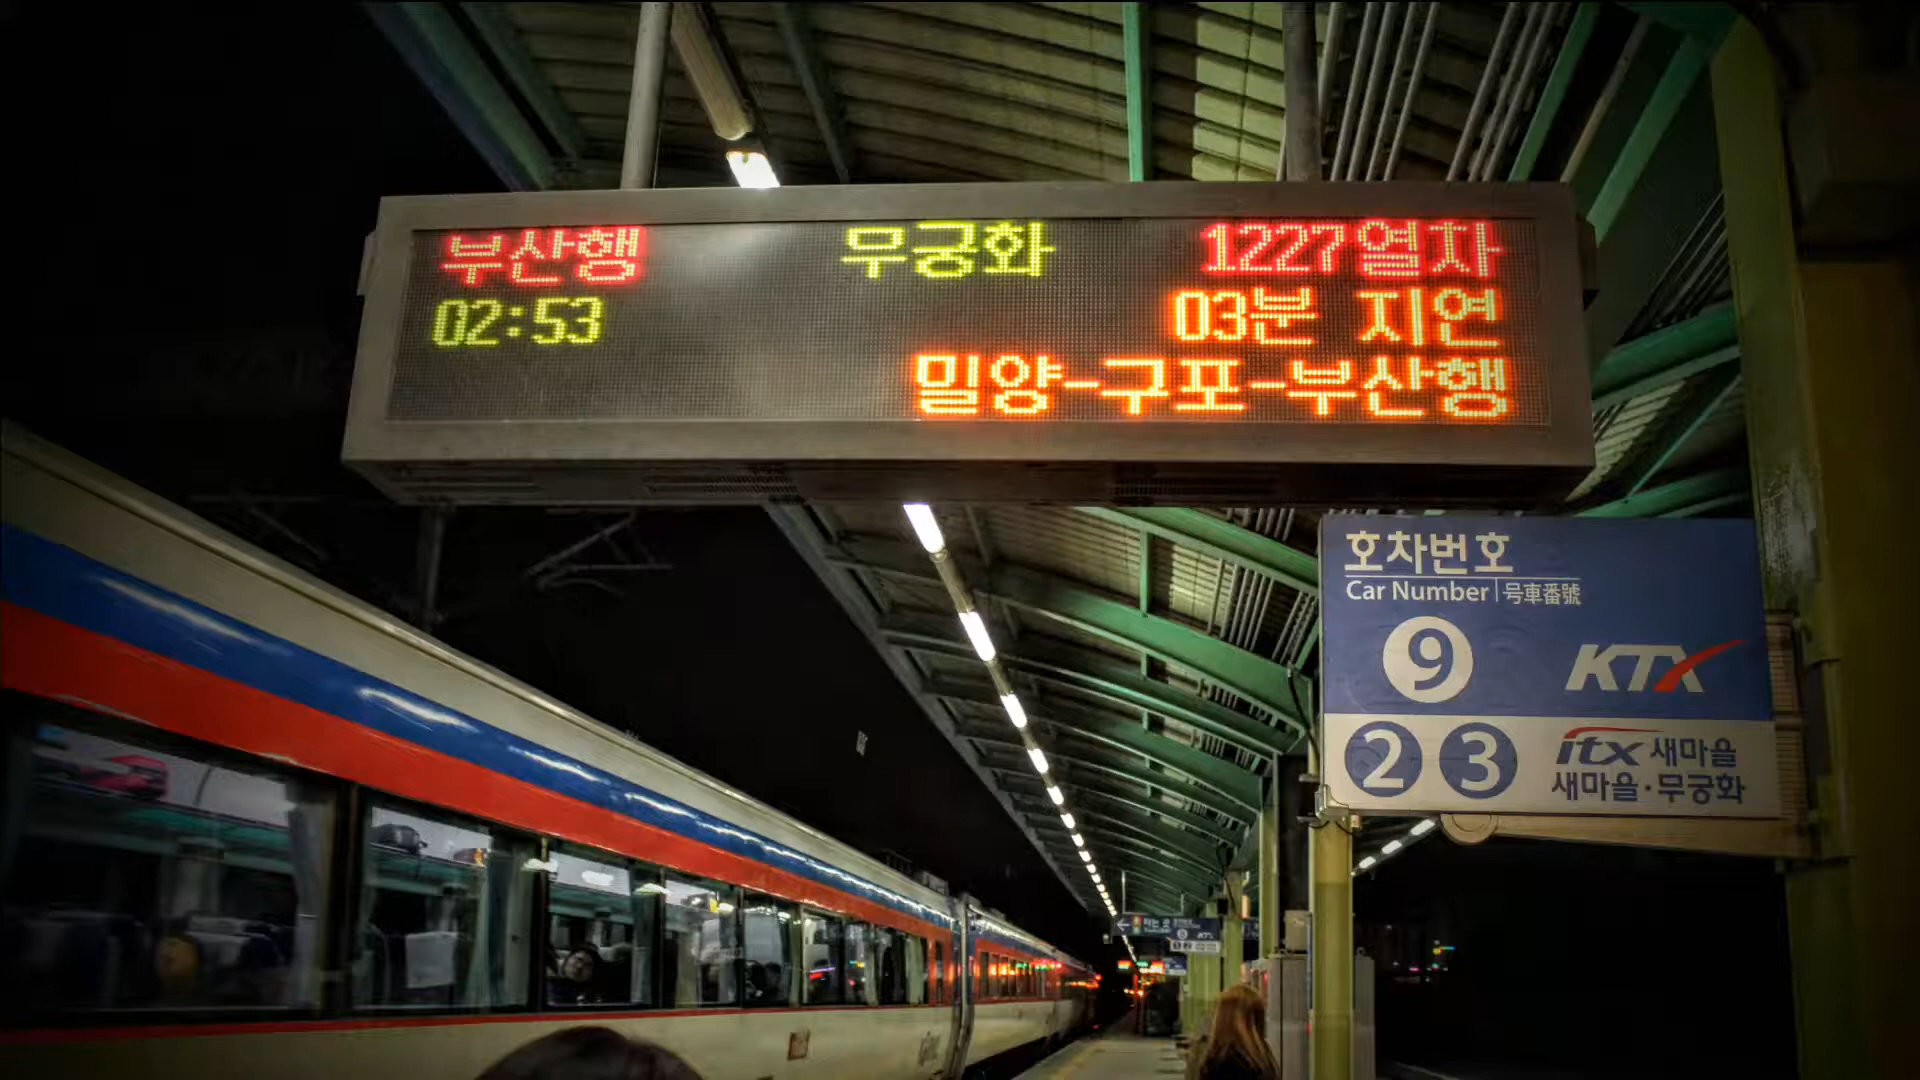 부산행 무궁화 1227열차
02:53 03분 지연
밀양-구포-부산행
호차번호
Car Number 号車番號
9 KTX
2 3 itx 새마을
새마을·무궁화